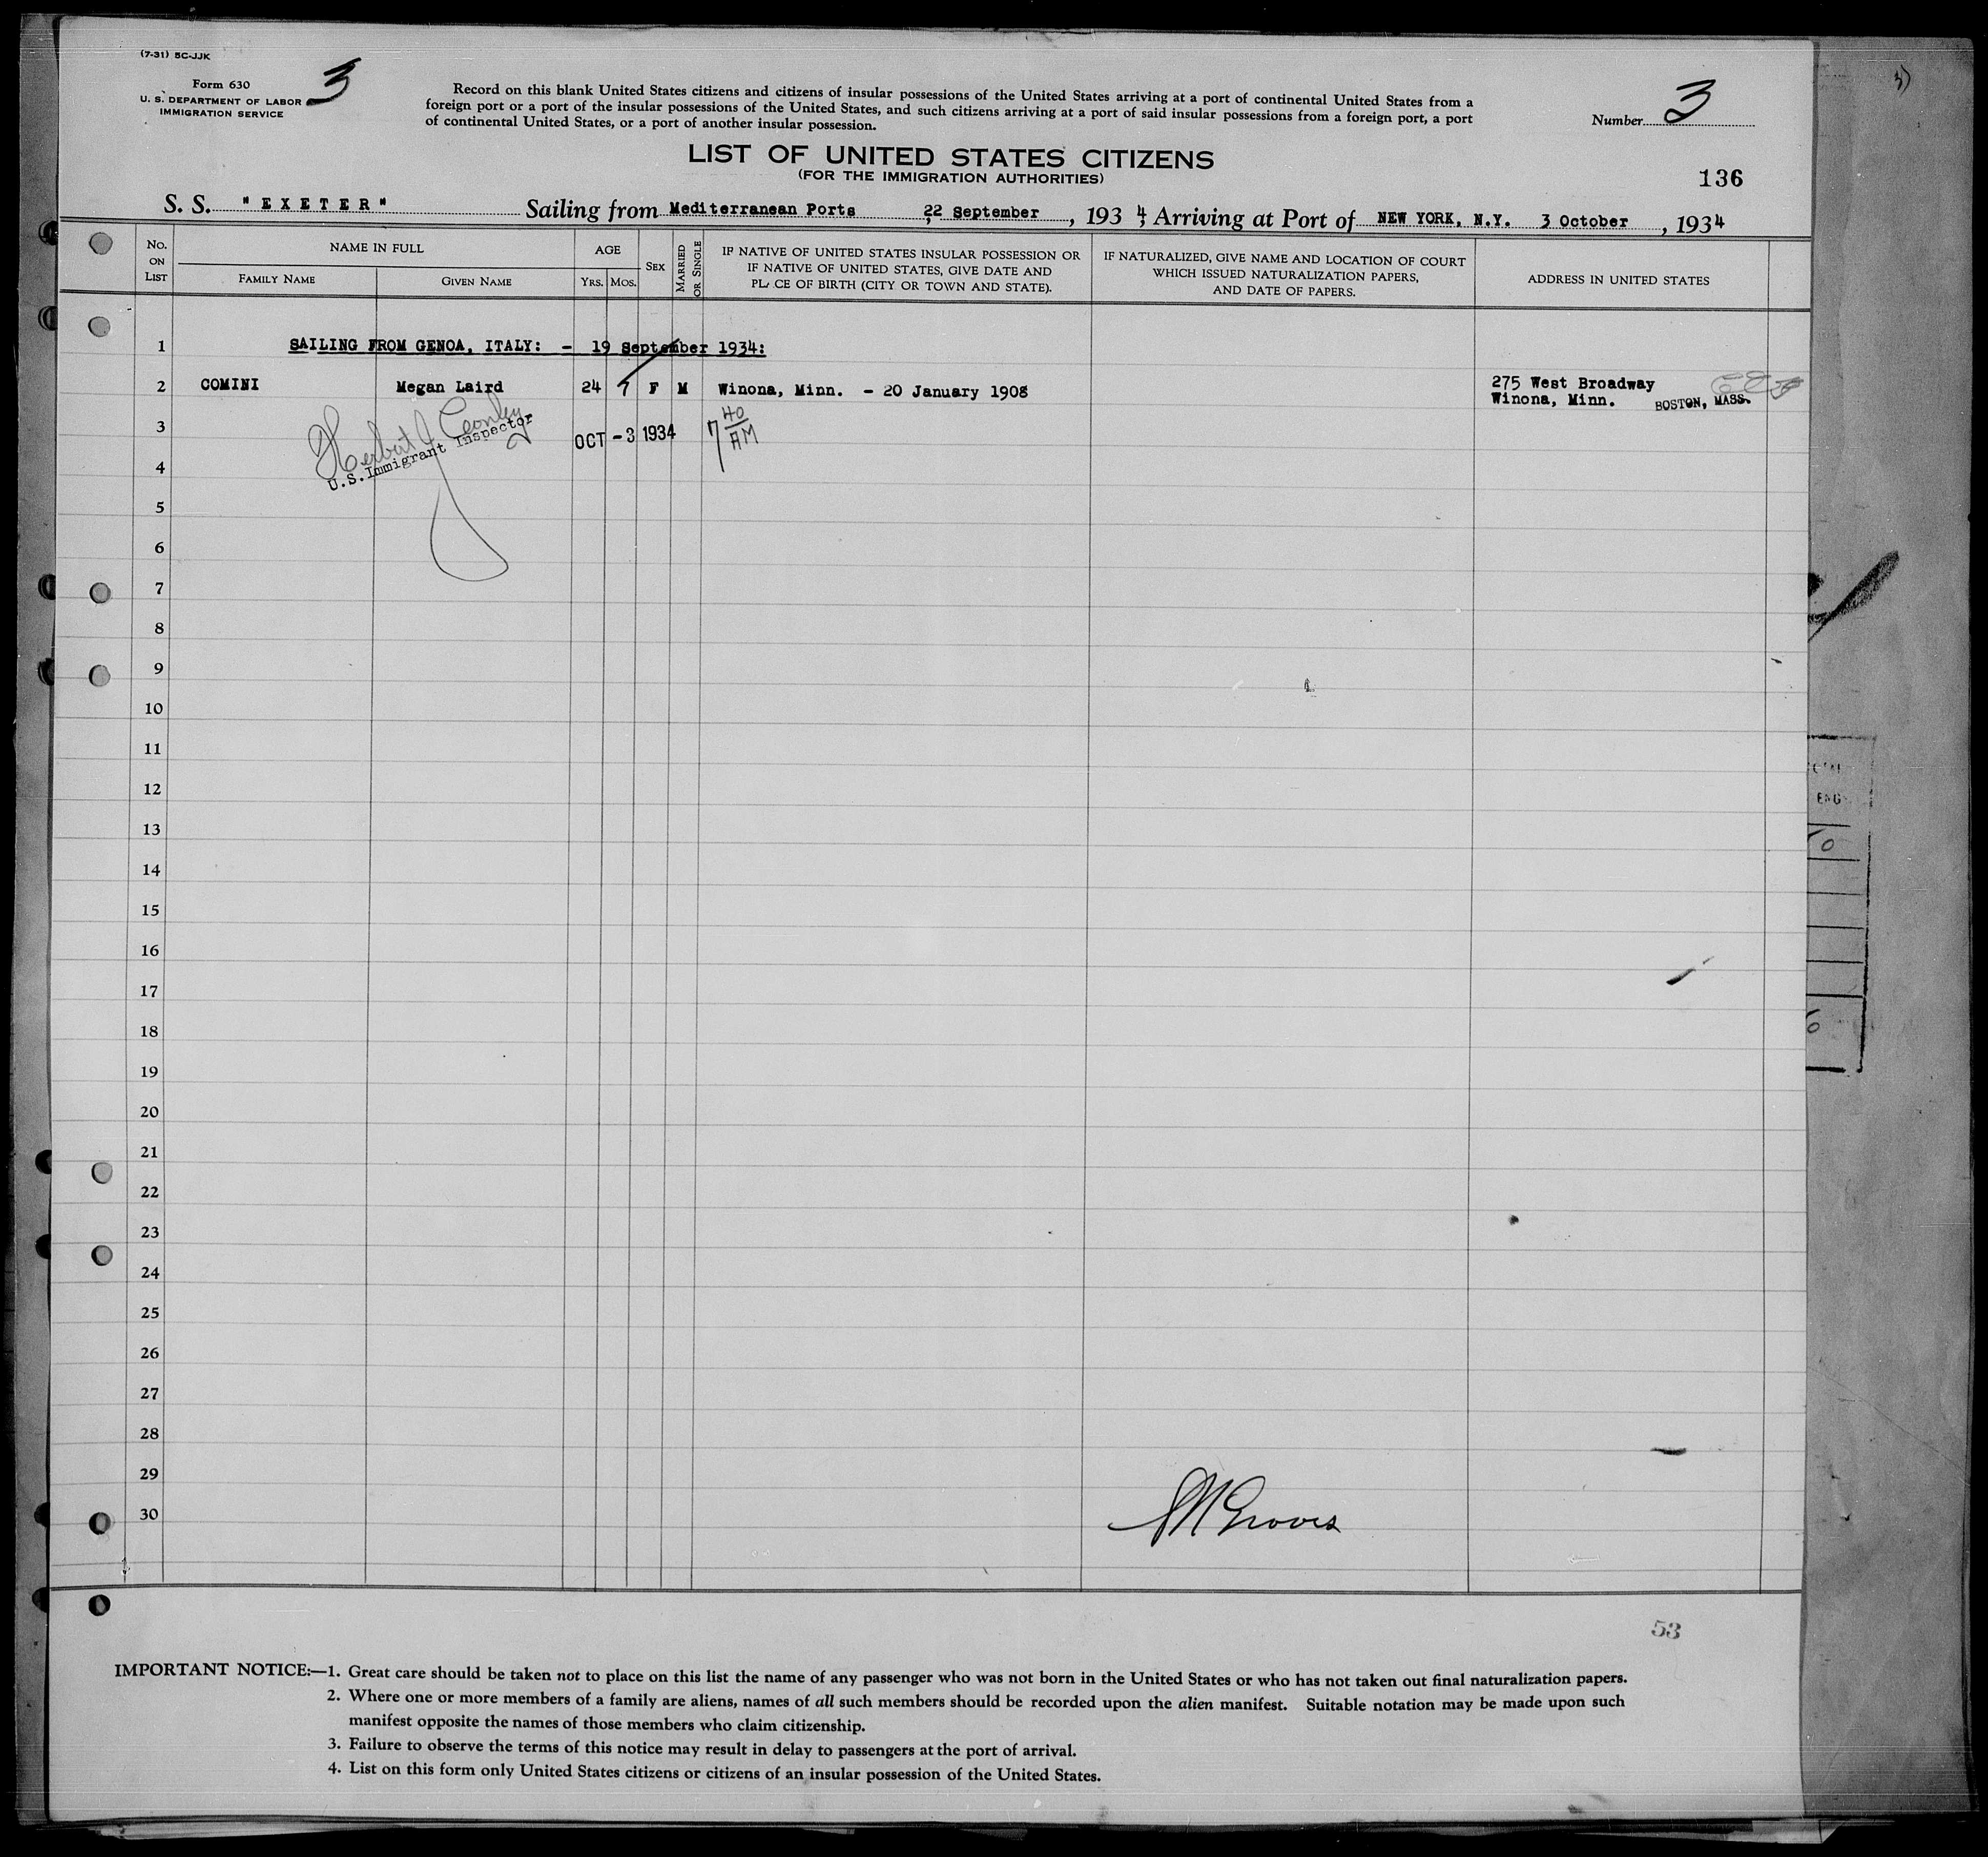 (7-31) 5C-JJK
Form 630
U. S. DEPARTMENT OF LABOR
IMMIGRATION SERVICE
3
Record on this blank United States citizens and citizens of insular possessions of the United States arriving at a port of continental United States from a
foreign port or a port of the insular possessions of the United States, and such citizens arriving at a port of said insular possessions from a foreign port, a port
of continental United States, or a port of another insular possession.
Number 3
LIST OF UNITED STATES CITIZENS
(FOR THE IMMIGRATION AUTHORITIES)
136
S. S. "EXETER" Sailing from Mediterranean Ports, 22 September, 193 4; Arriving at Port of NEW YORK, N.Y. 3 October, 1934
No. ON LIST
NAME IN FULL
FAMILY NAME
GIVEN NAME
AGE
YRS. MOS.
SEX
MARRIED OR SINGLE
IF NATIVE OF UNITED STATES INSULAR POSSESSION OR
IF NATIVE OF UNITED STATES, GIVE DATE AND
PLACE OF BIRTH (CITY OR TOWN AND STATE).
IF NATURALIZED, GIVE NAME AND LOCATION OF COURT
WHICH ISSUED NATURALIZATION PAPERS,
AND DATE OF PAPERS.
ADDRESS IN UNITED STATES
1 SAILING FROM GENOA, ITALY: - 19 September 1934:
2 COMINI Megan Laird 24 7 F M Winona, Minn. - 20 January 1908 275 West Broadway
Winona, Minn. BOSTON, MASS.
3 OCT -3 1934 7 40 AM
Herbert J Conley
U.S. Immigrant Inspector
4
5
6
7
8
9
10
11
12
13
14
15
16
17
18
19
20
21
22
23
24
25
26
27
28
29
30
53
IMPORTANT NOTICE:—1. Great care should be taken not to place on this list the name of any passenger who was not born in the United States or who has not taken out final naturalization papers.
2. Where one or more members of a family are aliens, names of all such members should be recorded upon the alien manifest. Suitable notation may be made upon such
manifest opposite the names of those members who claim citizenship.
3. Failure to observe the terms of this notice may result in delay to passengers at the port of arrival.
4. List on this form only United States citizens or citizens of an insular possession of the United States.